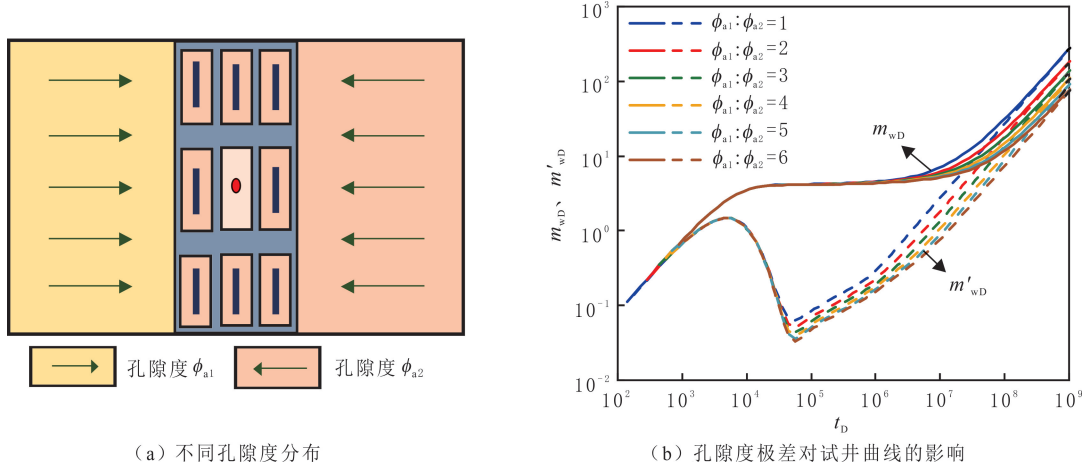 孔隙度 ϕa1
孔隙度 ϕa2
（a）不同孔隙度分布
mwD、m′wD
10³
10²
10¹
10⁰
10⁻¹
10⁻²
ϕa1:ϕa2=1
ϕa1:ϕa2=2
ϕa1:ϕa2=3
ϕa1:ϕa2=4
ϕa1:ϕa2=5
ϕa1:ϕa2=6
mwD
m′wD
10² 10³ 10⁴ 10⁵ 10⁶ 10⁷ 10⁸ 10⁹
tD
（b）孔隙度极差对试井曲线的影响